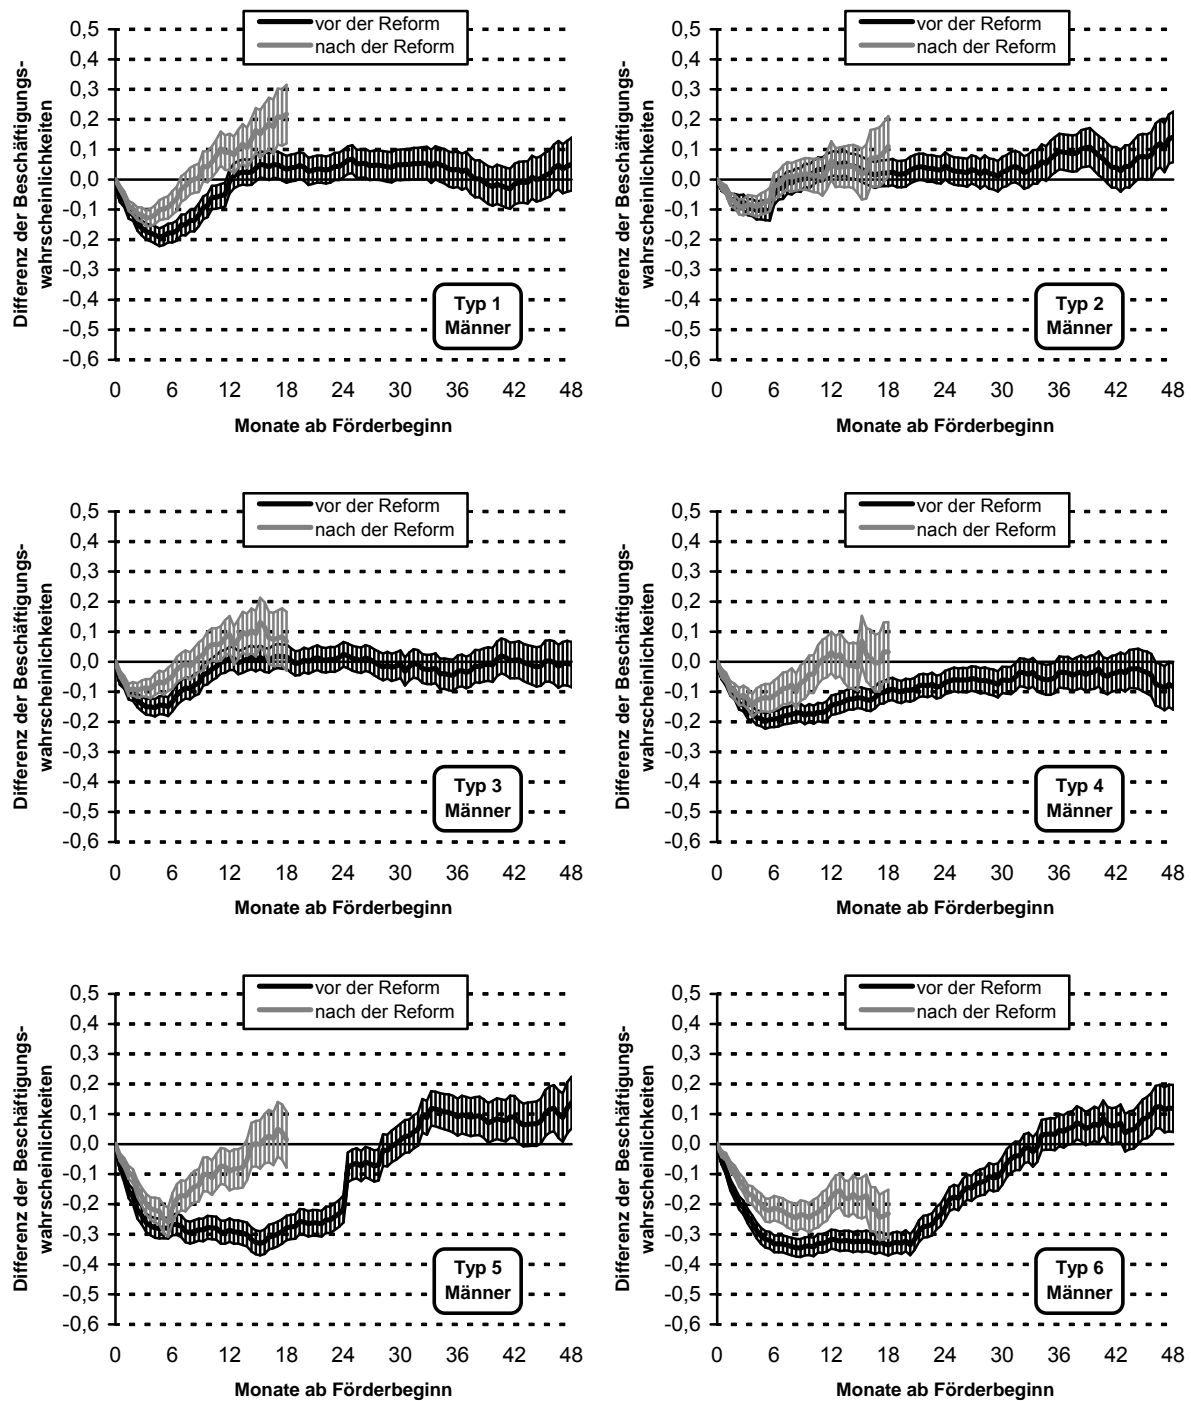 vor der Reform
nach der Reform
Differenz der Beschäftigungs-
wahrscheinlichkeiten
0,5
0,4
0,3
0,2
0,1
0,0
-0,1
-0,2
-0,3
-0,4
-0,5
-0,6
Typ 1
Männer
0 6 12 18 24 30 36 42 48
Monate ab Förderbeginn
vor der Reform
nach der Reform
Differenz der Beschäftigungs-
wahrscheinlichkeiten
0,5
0,4
0,3
0,2
0,1
0,0
-0,1
-0,2
-0,3
-0,4
-0,5
-0,6
Typ 2
Männer
0 6 12 18 24 30 36 42 48
Monate ab Förderbeginn
vor der Reform
nach der Reform
Differenz der Beschäftigungs-
wahrscheinlichkeiten
0,5
0,4
0,3
0,2
0,1
0,0
-0,1
-0,2
-0,3
-0,4
-0,5
-0,6
Typ 3
Männer
0 6 12 18 24 30 36 42 48
Monate ab Förderbeginn
vor der Reform
nach der Reform
Differenz der Beschäftigungs-
wahrscheinlichkeiten
0,5
0,4
0,3
0,2
0,1
0,0
-0,1
-0,2
-0,3
-0,4
-0,5
-0,6
Typ 4
Männer
0 6 12 18 24 30 36 42 48
Monate ab Förderbeginn
vor der Reform
nach der Reform
Differenz der Beschäftigungs-
wahrscheinlichkeiten
0,5
0,4
0,3
0,2
0,1
0,0
-0,1
-0,2
-0,3
-0,4
-0,5
-0,6
Typ 5
Männer
0 6 12 18 24 30 36 42 48
Monate ab Förderbeginn
vor der Reform
nach der Reform
Differenz der Beschäftigungs-
wahrscheinlichkeiten
0,5
0,4
0,3
0,2
0,1
0,0
-0,1
-0,2
-0,3
-0,4
-0,5
-0,6
Typ 6
Männer
0 6 12 18 24 30 36 42 48
Monate ab Förderbeginn